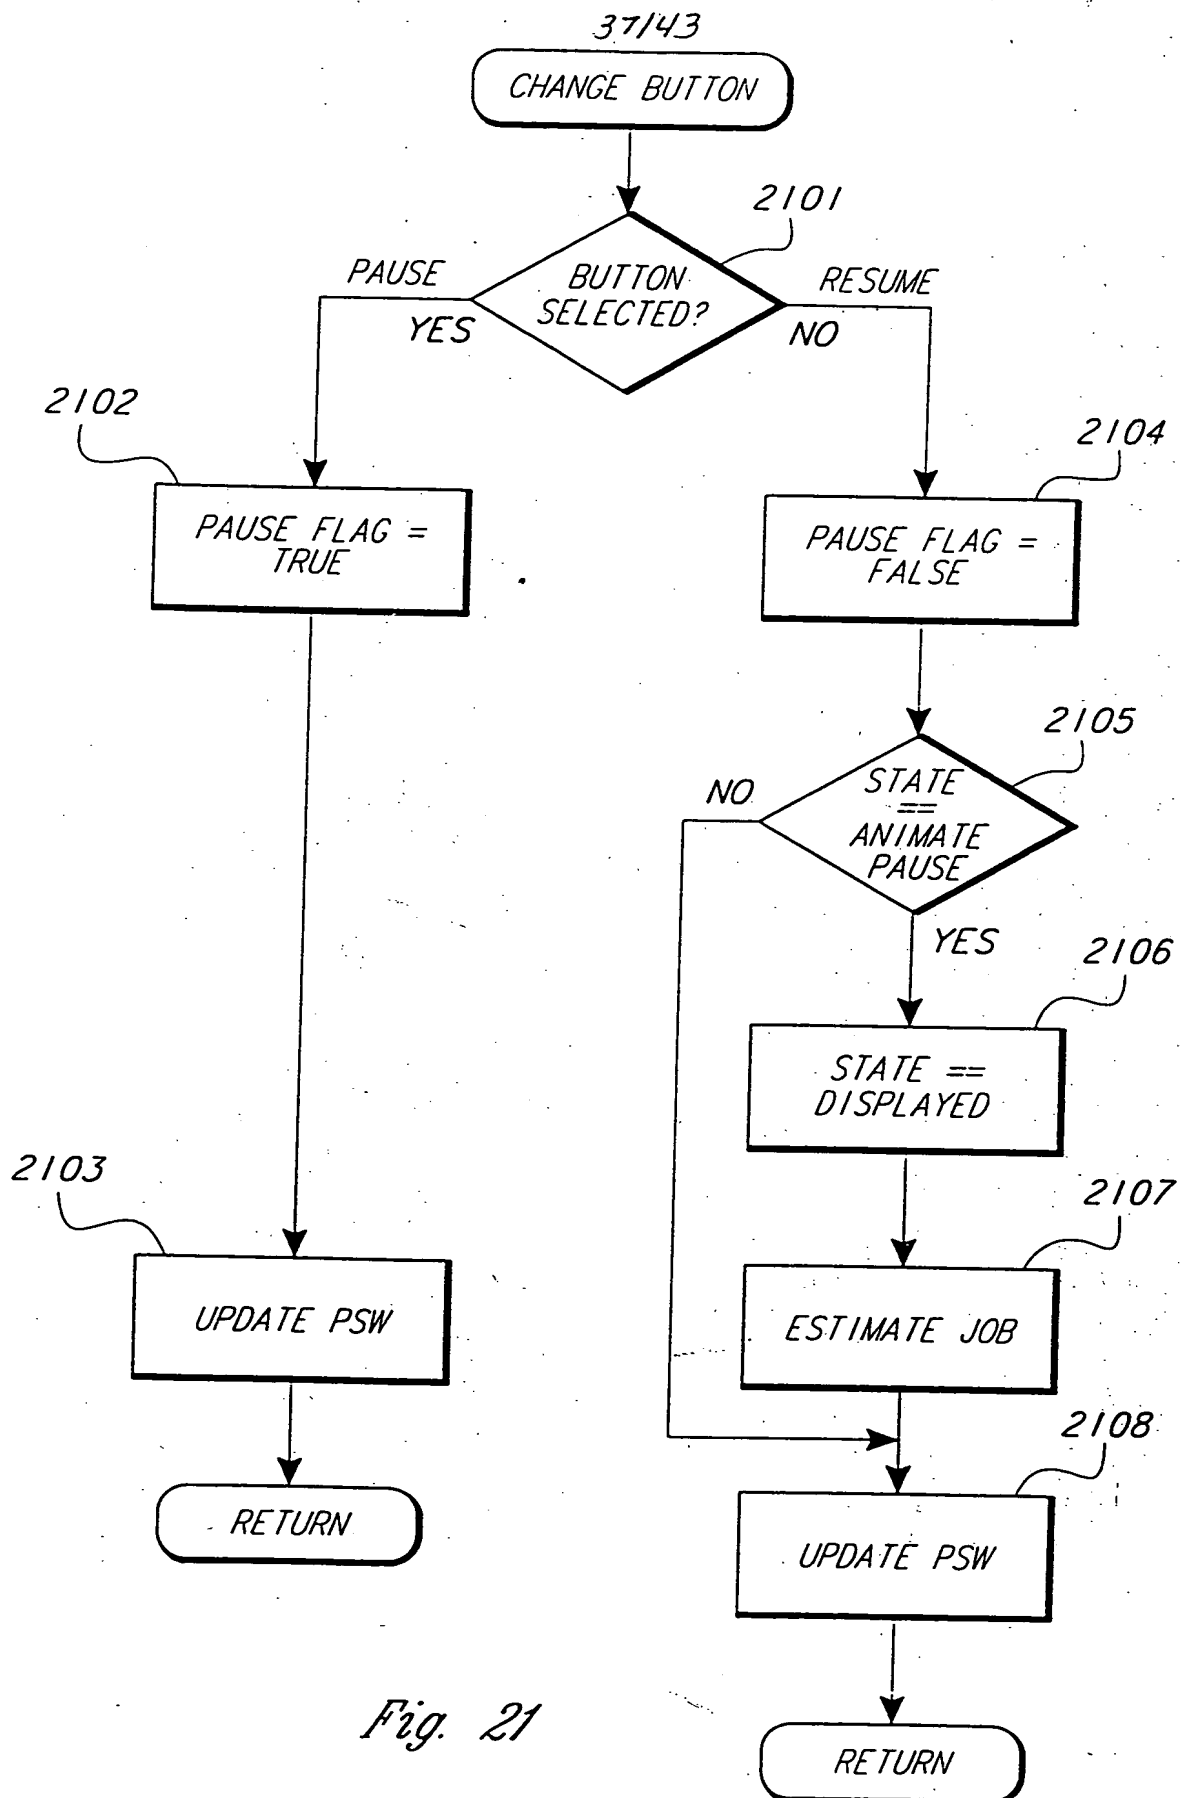 37/43
CHANGE BUTTON
2101
PAUSE
BUTTON
SELECTED?
RESUME
YES
NO
2102
PAUSE FLAG =
TRUE
2104
PAUSE FLAG =
FALSE
2105
NO
STATE
==
ANIMATE
PAUSE
YES
2106
STATE ==
DISPLAYED
2103
UPDATE PSW
2107
ESTIMATE JOB
2108
UPDATE PSW
RETURN
Fig. 21
RETURN